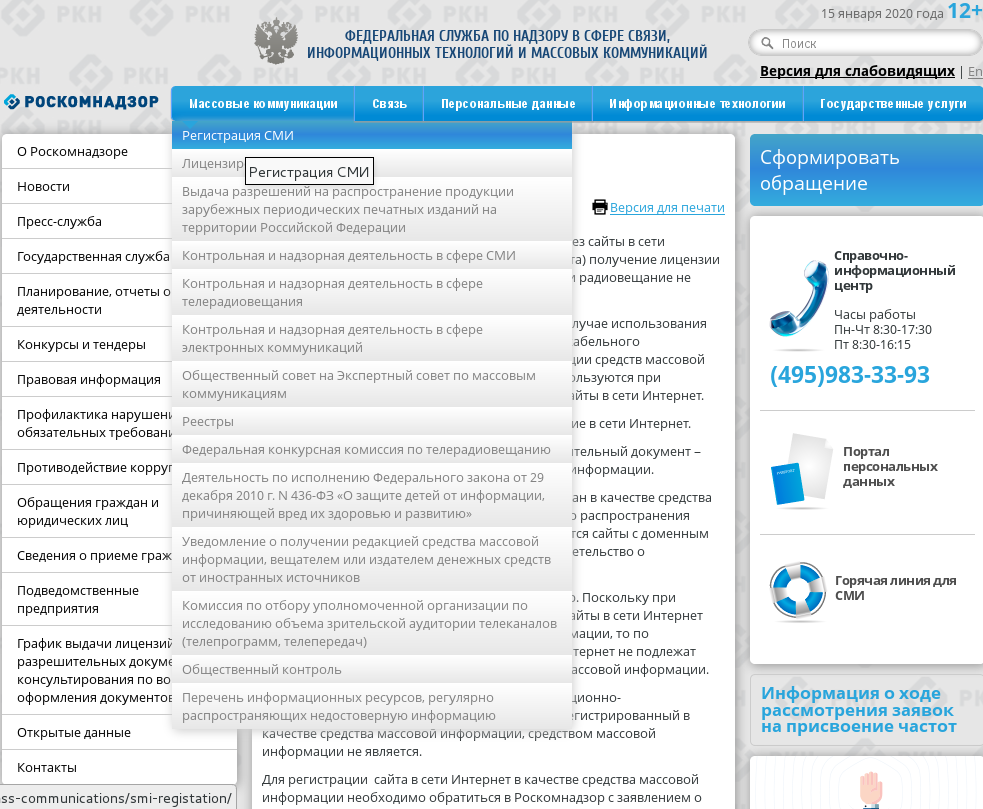 15 января 2020 года 12+
ФЕДЕРАЛЬНАЯ СЛУЖБА ПО НАДЗОРУ В СФЕРЕ СВЯЗИ,
ИНФОРМАЦИОННЫХ ТЕХНОЛОГИЙ И МАССОВЫХ КОММУНИКАЦИЙ
Поиск
Версия для слабовидящих | En
РОСКОМНАДЗОР
Массовые коммуникации
Связь
Персональные данные
Информационные технологии
Государственные услуги
О Роскомнадзоре
Новости
Пресс-служба
Государственная служба
Планирование, отчеты о
деятельности
Конкурсы и тендеры
Правовая информация
Профилактика нарушени
обязательных требовани
Противодействие корруп
Обращения граждан и
юридических лиц
Сведения о приеме граж
Подведомственные
предприятия
График выдачи лицензий
разрешительных докуме
консультирования по во
оформления документов
Открытые данные
Контакты
ss-communications/smi-registation/
Регистрация СМИ
Лицензир
Регистрация СМИ
Выдача разрешений на распространение продукции
зарубежных периодических печатных изданий на
территории Российской Федерации
Контрольная и надзорная деятельность в сфере СМИ
Контрольная и надзорная деятельность в сфере
телерадиовещания
Контрольная и надзорная деятельность в сфере
электронных коммуникаций
Общественный совет на Экспертный совет по массовым
коммуникациям
Реестры
Федеральная конкурсная комиссия по телерадиовещанию
Деятельность по исполнению Федерального закона от 29
декабря 2010 г. N 436-ФЗ «О защите детей от информации,
причиняющей вред их здоровью и развитию»
Уведомление о получении редакцией средства массовой
информации, вещателем или издателем денежных средств
от иностранных источников
Комиссия по отбору уполномоченной организации по
исследованию объема зрительской аудитории телеканалов
(телепрограмм, телепередач)
Общественный контроль
Перечень информационных ресурсов, регулярно
распространяющих недостоверную информацию
Версия для печати
ез сайты в сети
та) получение лицензии
и радиовещание не
лучае использования
абельного
ции средств массовой
ользуются при
айты в сети Интернет.
ие в сети Интернет.
ательный документ –
информации.
ан в качестве средства
о распространения
тся сайты с доменным
етельство о
о. Поскольку при
айты в сети Интернет
мации, то по
тернет не подлежат
ассовой информации.
ционно-
егистрированный в
качестве средства массовой информации, средством массовой
информации не является.
Для регистрации сайта в сети Интернет в качестве средства массовой
информации необходимо обратиться в Роскомнадзор с заявлением о
Сформировать
обращение
Справочно-
информационный
центр
Часы работы
Пн-Чт 8:30-17:30
Пт 8:30-16:15
(495)983-33-93
Портал
персональных
данных
Горячая линия для
СМИ
Информация о ходе
рассмотрения заявок
на присвоение частот